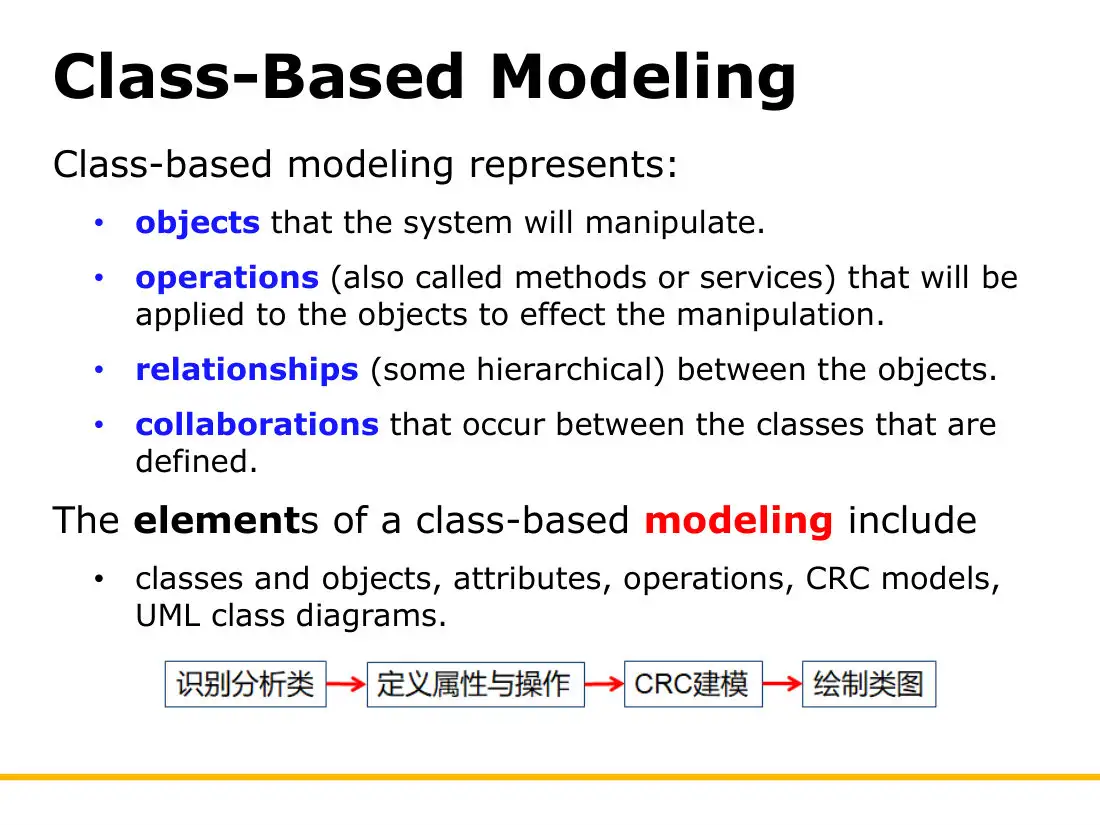 Class-Based Modeling
Class-based modeling represents:
• objects that the system will manipulate.
• operations (also called methods or services) that will be
applied to the objects to effect the manipulation.
• relationships (some hierarchical) between the objects.
• collaborations that occur between the classes that are
defined.
The elements of a class-based modeling include
• classes and objects, attributes, operations, CRC models,
UML class diagrams.
识别分析类 → 定义属性与操作 → CRC建模 → 绘制类图